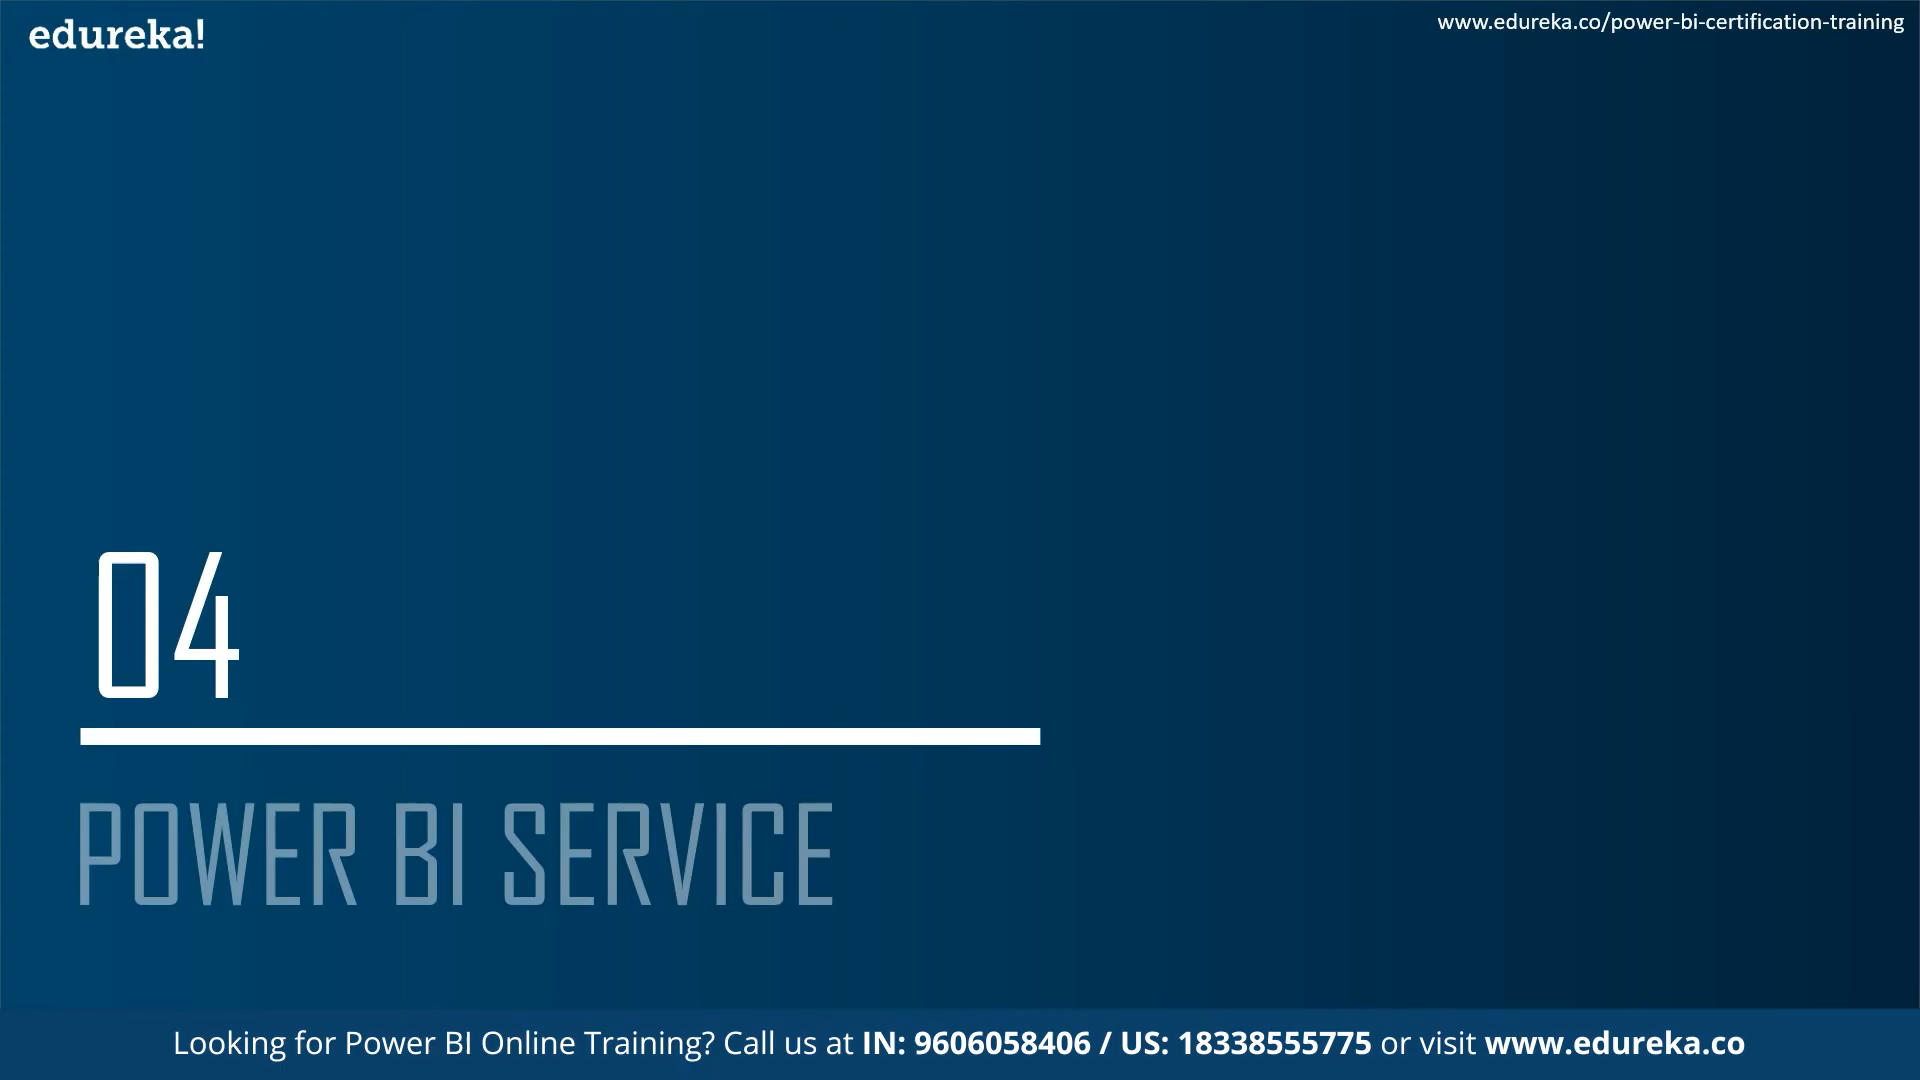 edureka!
www.edureka.co/power-bi-certification-training
04
POWER BI SERVICE
Looking for Power BI Online Training? Call us at IN: 9606058406 / US: 18338555775 or visit www.edureka.co